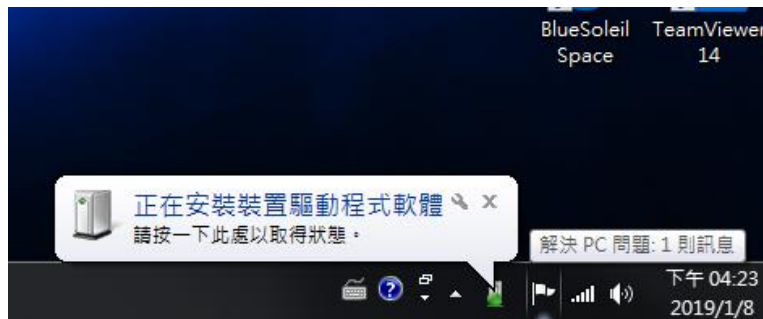 BlueSoleil
Space
TeamViewer
14
正在安裝裝置驅動程式軟體
請按一下此處以取得狀態。
解決 PC 問題: 1 則訊息
下午 04:23
2019/1/8